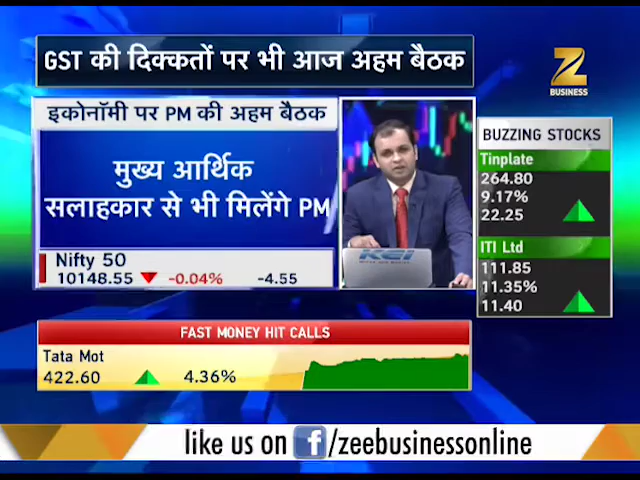 GST की दिक्कतों पर भी आज अहम बैठक
Z
BUSINESS
इकोनॉमी पर PM की अहम बैठक
मुख्य आर्थिक
सलाहकार से भी मिलेंगे PM
Nifty 50
10148.55 -0.04% -4.55
KEI
BUZZING STOCKS
Tinplate
264.80
9.17%
22.25
ITI Ltd
111.85
11.35%
11.40
FAST MONEY HIT CALLS
Tata Mot
422.60 4.36%
like us on f/zeebusinessonline